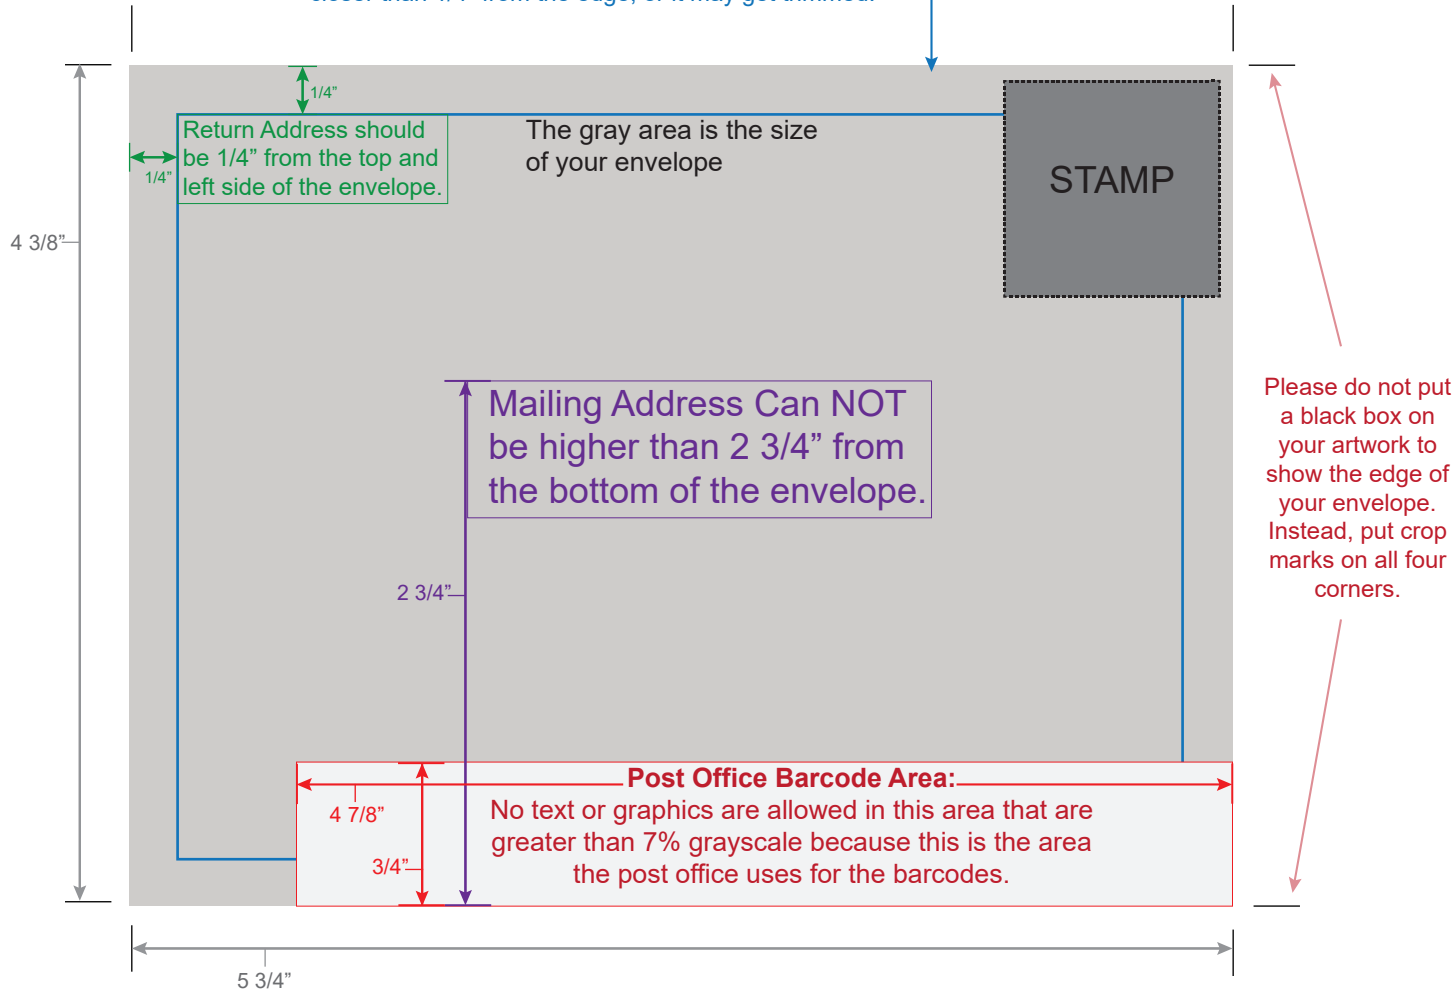 1/4”
Return Address should
be 1/4” from the top and
left side of the envelope.
1/4”
The gray area is the size
of your envelope
STAMP
4 3/8”
Mailing Address Can NOT
be higher than 2 3/4” from
the bottom of the envelope.
2 3/4”
Please do not put
a black box on
your artwork to
show the edge of
your envelope.
Instead, put crop
marks on all four
corners.
Post Office Barcode Area:
4 7/8”
No text or graphics are allowed in this area that are
greater than 7% grayscale because this is the area
the post office uses for the barcodes.
3/4”
5 3/4”